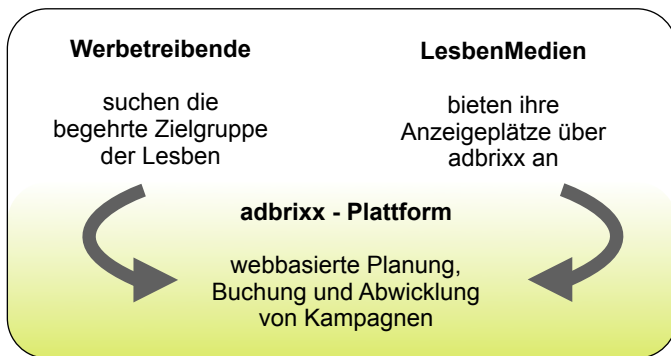 Werbetreibende
suchen die
begehrte Zielgruppe
der Lesben
LesbenMedien
bieten ihre
Anzeigeplätze über
adbrixx an
adbrixx - Plattform
webbasierte Planung,
Buchung und Abwicklung
von Kampagnen